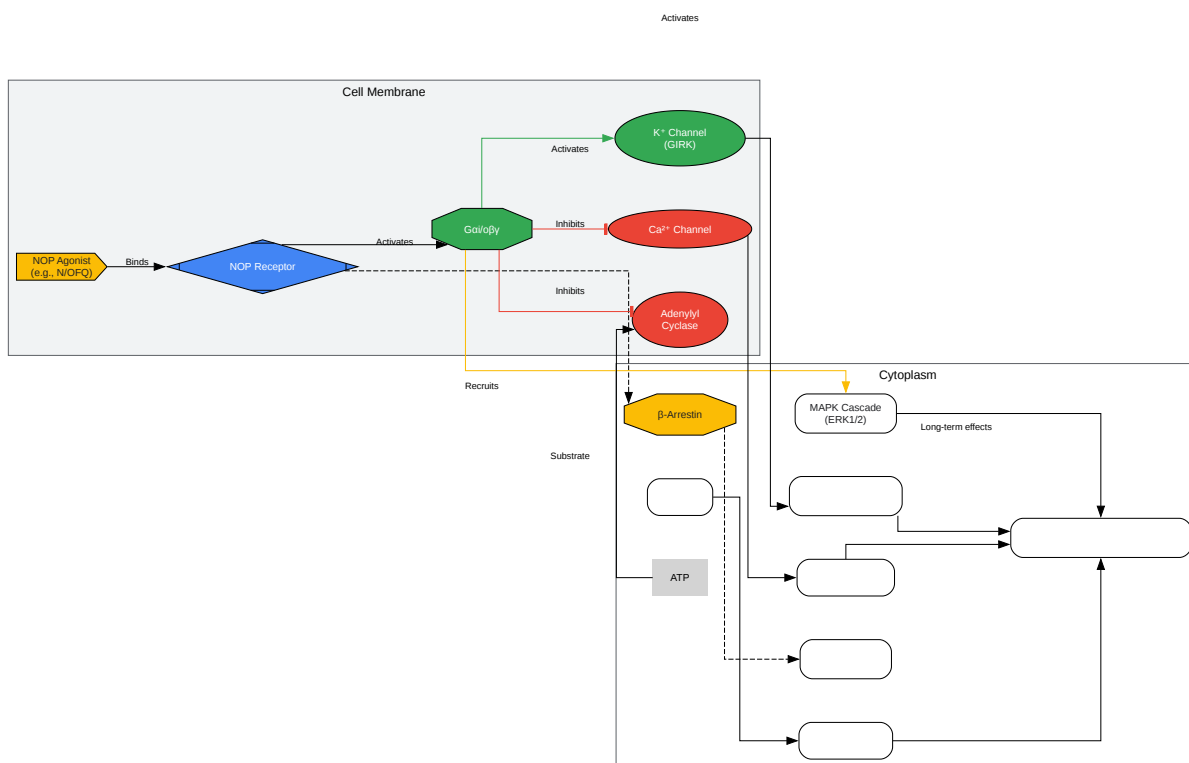 Activates
Cell Membrane
K⁺ Channel
(GIRK)
Activates
Gαi/oβγ
Inhibits
Ca²⁺ Channel
Activates
NOP Agonist
(e.g., N/OFQ)
Binds
NOP Receptor
Inhibits
Adenylyl
Cyclase
Cytoplasm
Recruits
β-Arrestin
MAPK Cascade
(ERK1/2)
Long-term effects
Substrate
ATP